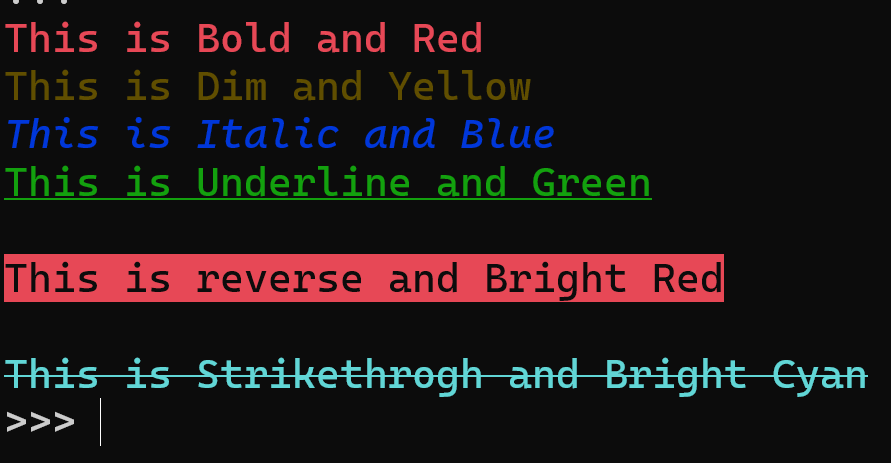 ...
This is Bold and Red
This is Dim and Yellow
This is Italic and Blue
This is Underline and Green
This is reverse and Bright Red
This is Strikethrogh and Bright Cyan
>>>